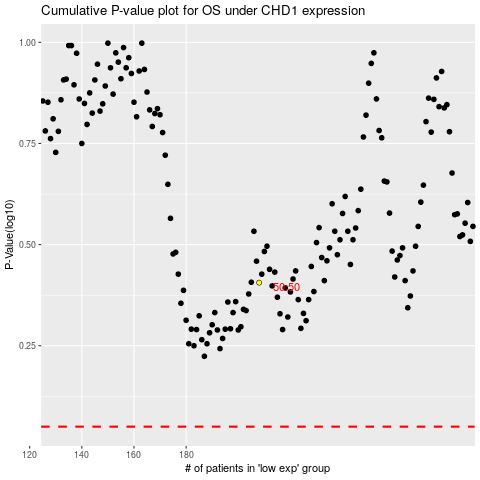 Cumulative P-value plot for OS under CHD1 expression
P-Value(log10)
1.00
0.75
0.50
0.25
50:50
120 140 160 180
# of patients in 'low exp' group